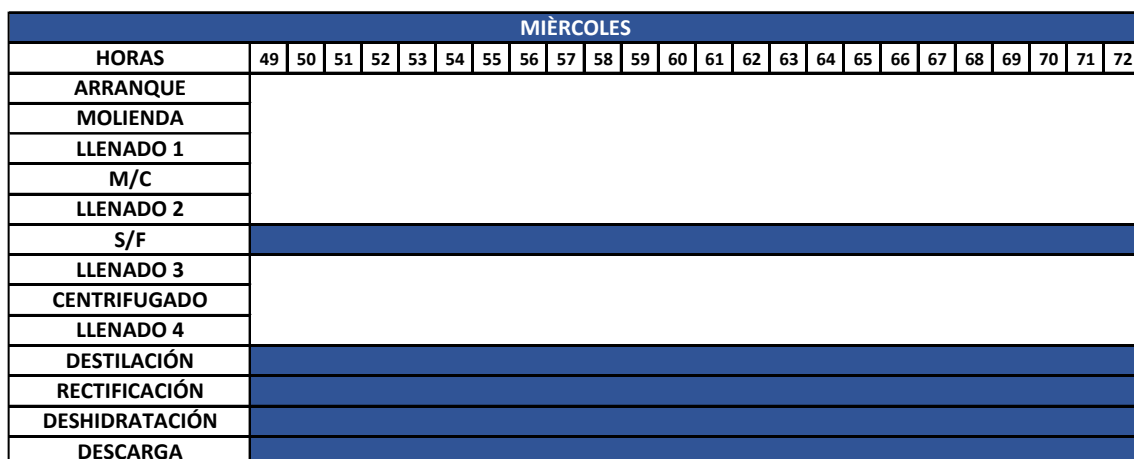 MIÈRCOLES
HORAS 49 50 51 52 53 54 55 56 57 58 59 60 61 62 63 64 65 66 67 68 69 70 71 72
ARRANQUE
MOLIENDA
LLENADO 1
M/C
LLENADO 2
S/F
LLENADO 3
CENTRIFUGADO
LLENADO 4
DESTILACIÓN
RECTIFICACIÓN
DESHIDRATACIÓN
DESCARGA